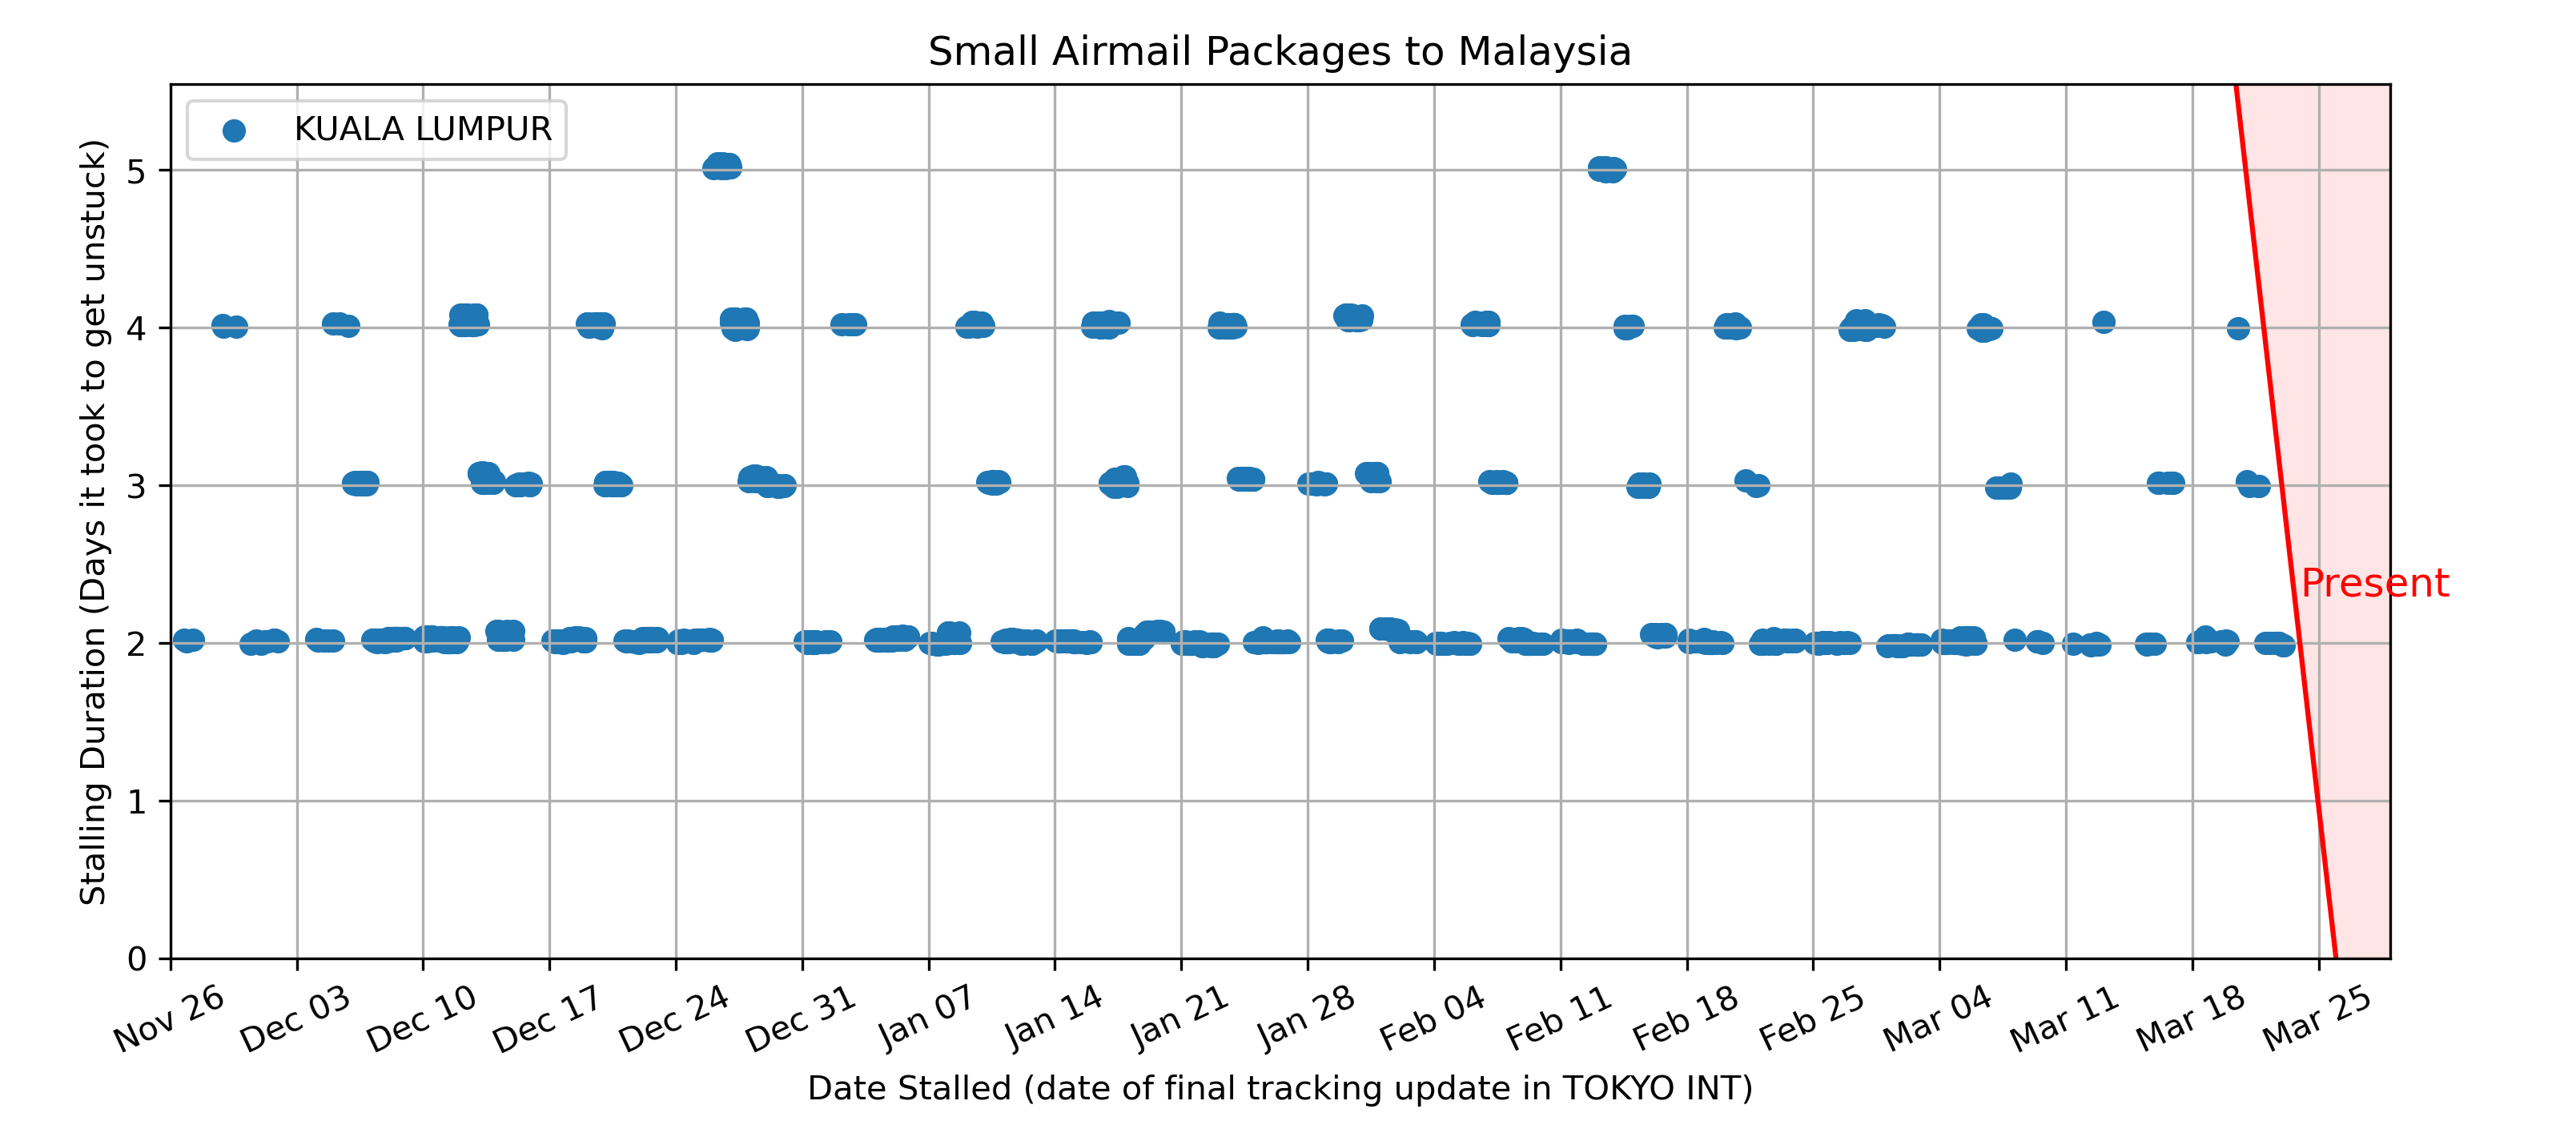 Small Airmail Packages to Malaysia
KUALA LUMPUR
Stalling Duration (Days it took to get unstuck)
5
4
3
2
1
0
Present
Nov 26 Dec 03 Dec 10 Dec 17 Dec 24 Dec 31 Jan 07 Jan 14 Jan 21 Jan 28 Feb 04 Feb 11 Feb 18 Feb 25 Mar 04 Mar 11 Mar 18 Mar 25
Date Stalled (date of final tracking update in TOKYO INT)